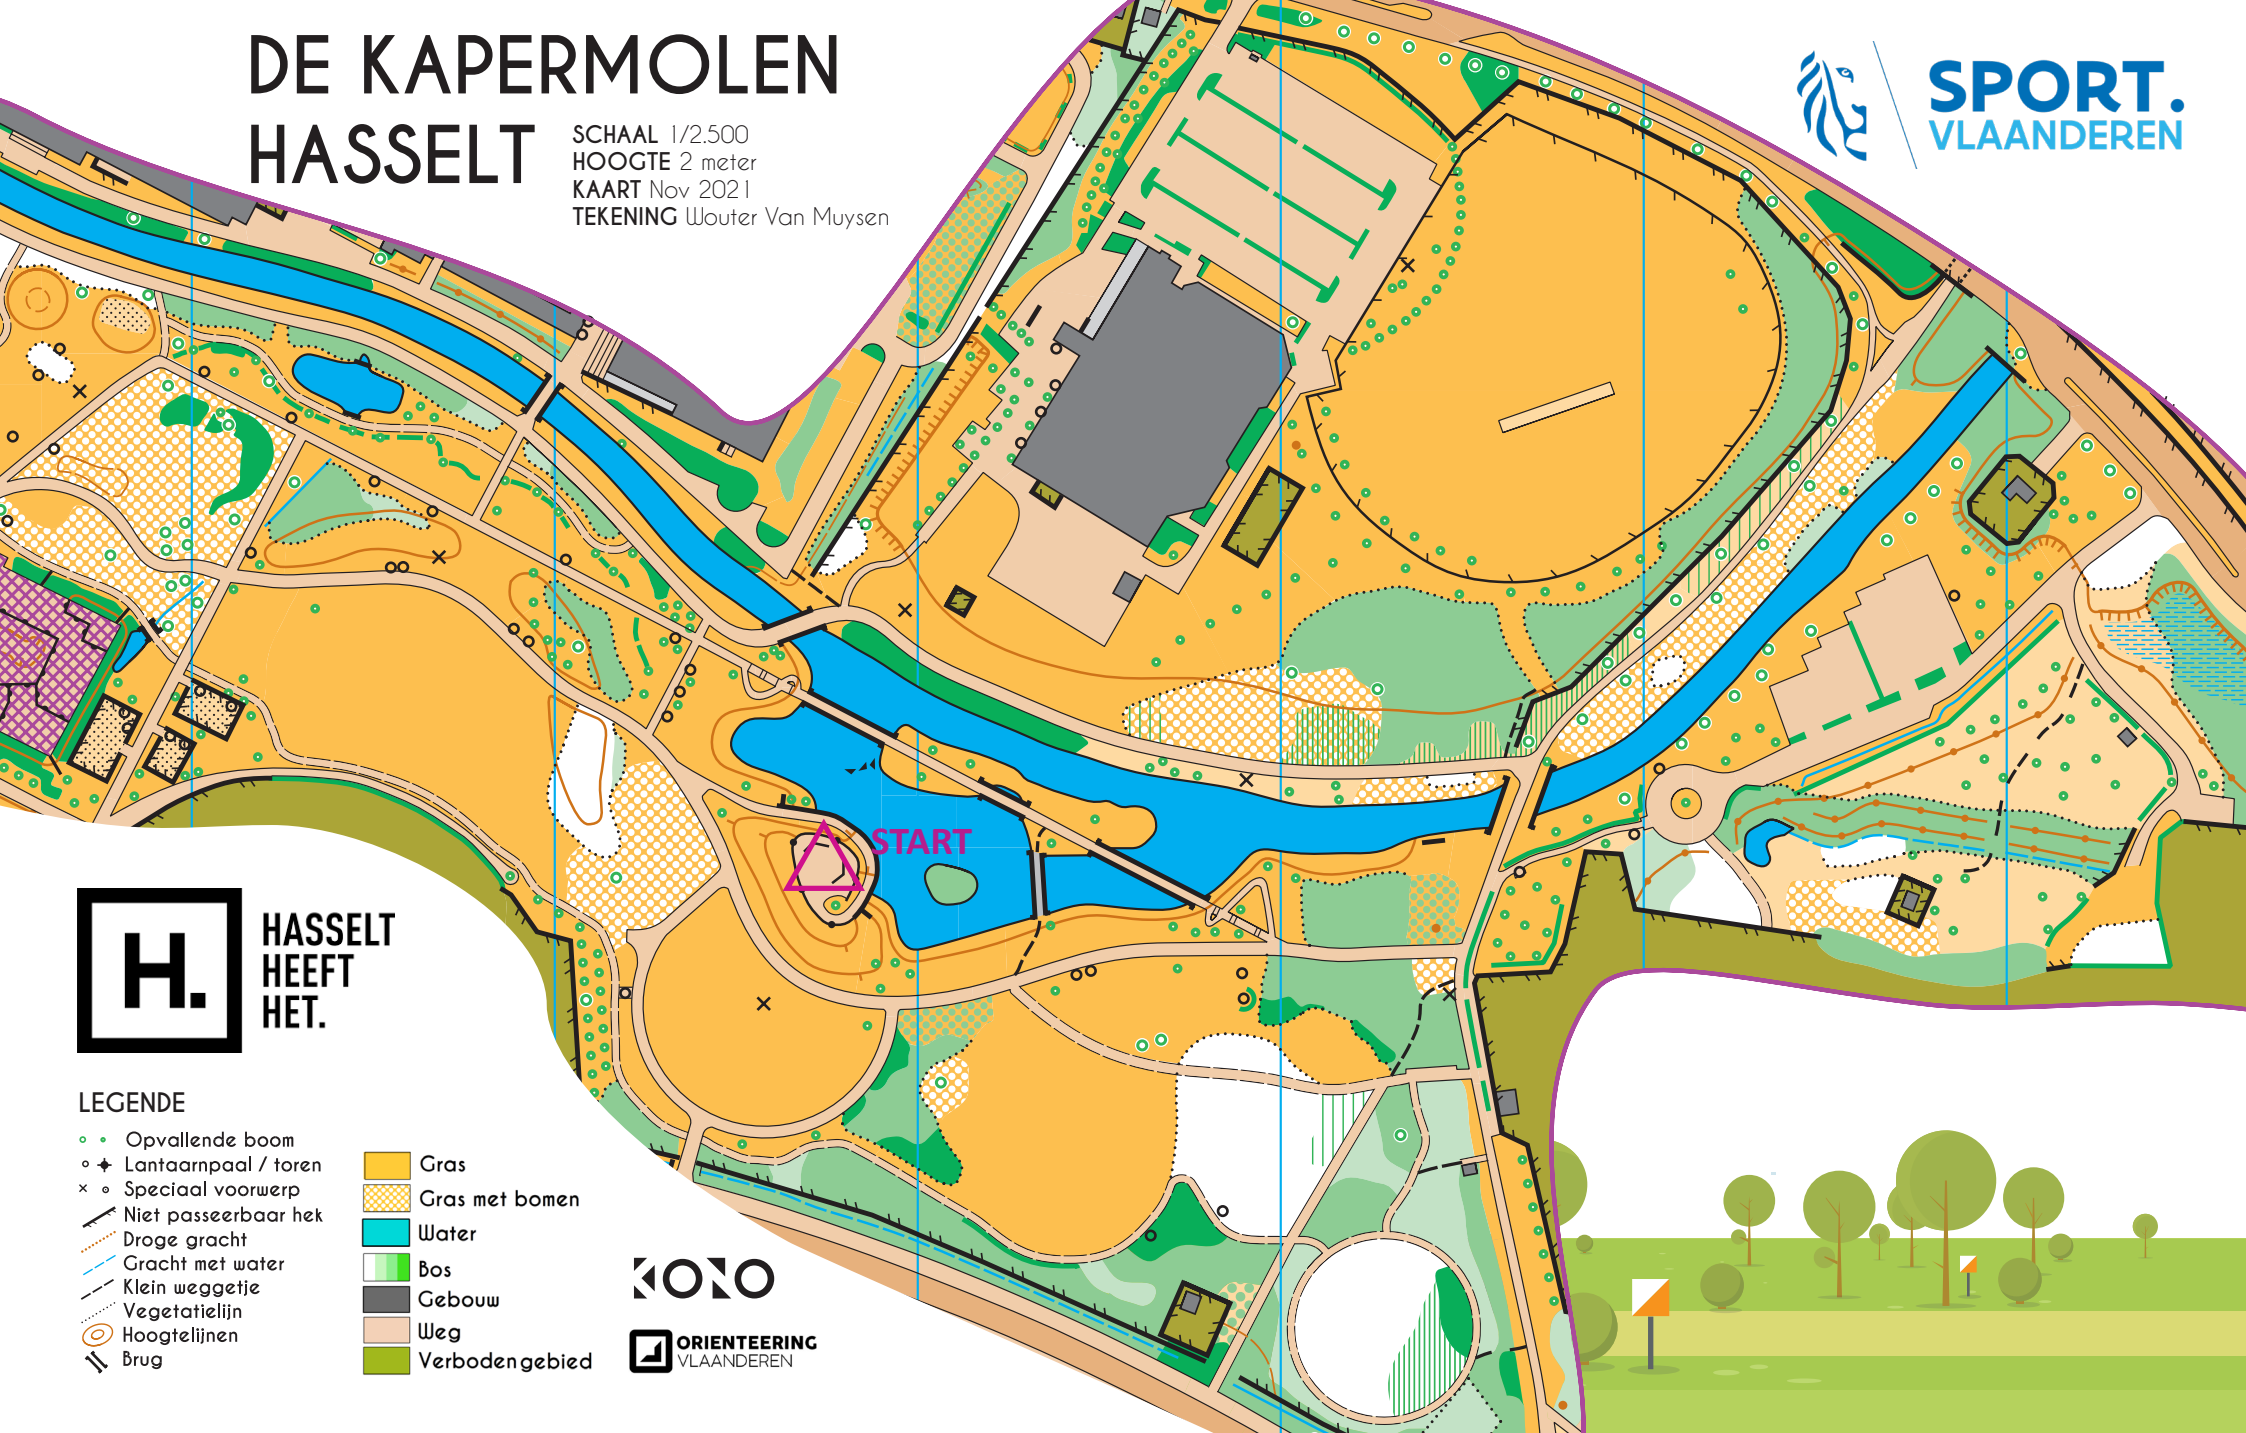 DE KAPERMOLEN
HASSELT
SCHAAL 1/2.500
HOOGTE 2 meter
KAART Nov 2021
TEKENING Wouter Van Muysen
SPORT.
VLAANDEREN
START
H.
HASSELT
HEEFT
HET.
LEGENDE
Opvallende boom
Lantaarnpaal / toren
Speciaal voorwerp
Niet passeerbaar hek
Droge gracht
Gracht met water
Klein weggetje
Vegetatielijn
Hoogtelijnen
Brug
Gras
Gras met bomen
Water
Bos
Gebouw
Weg
Verboden gebied
KOVO
ORIENTEERING
VLAANDEREN